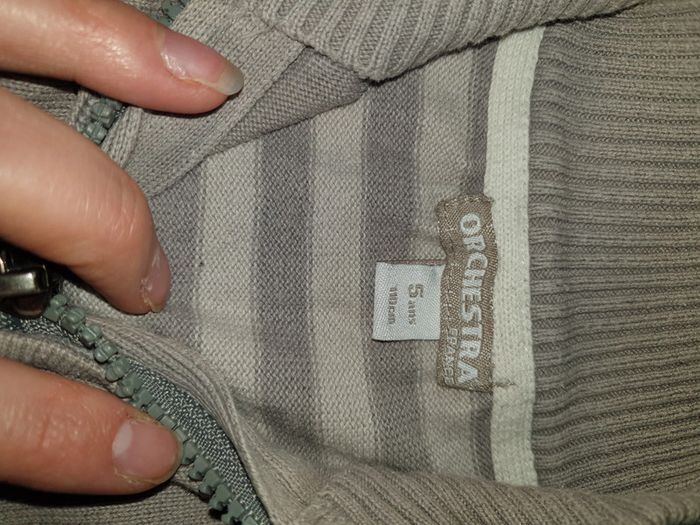 ORCHESTRA
FRANCE
5 ans
110 cm